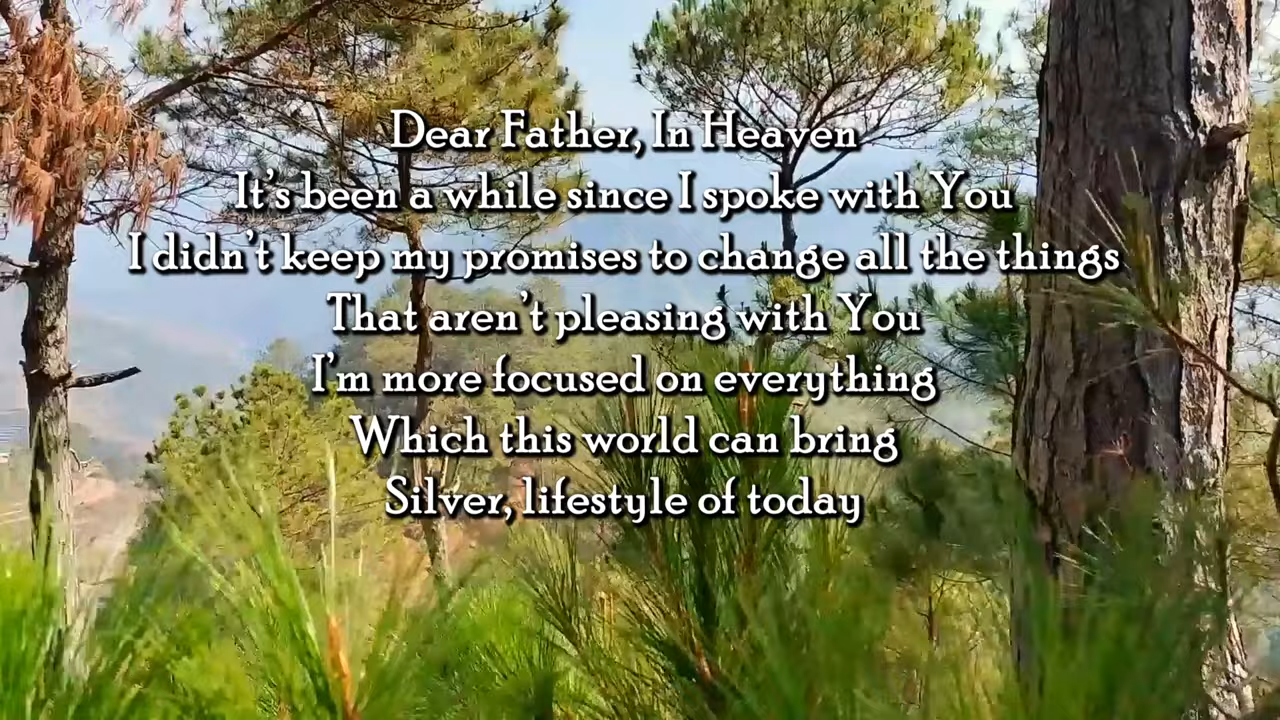 Dear Father, In Heaven
It's been a while since I spoke with You
I didn't keep my promises to change all the things
That aren't pleasing with You
I'm more focused on everything
Which this world can bring
Silver, lifestyle of today